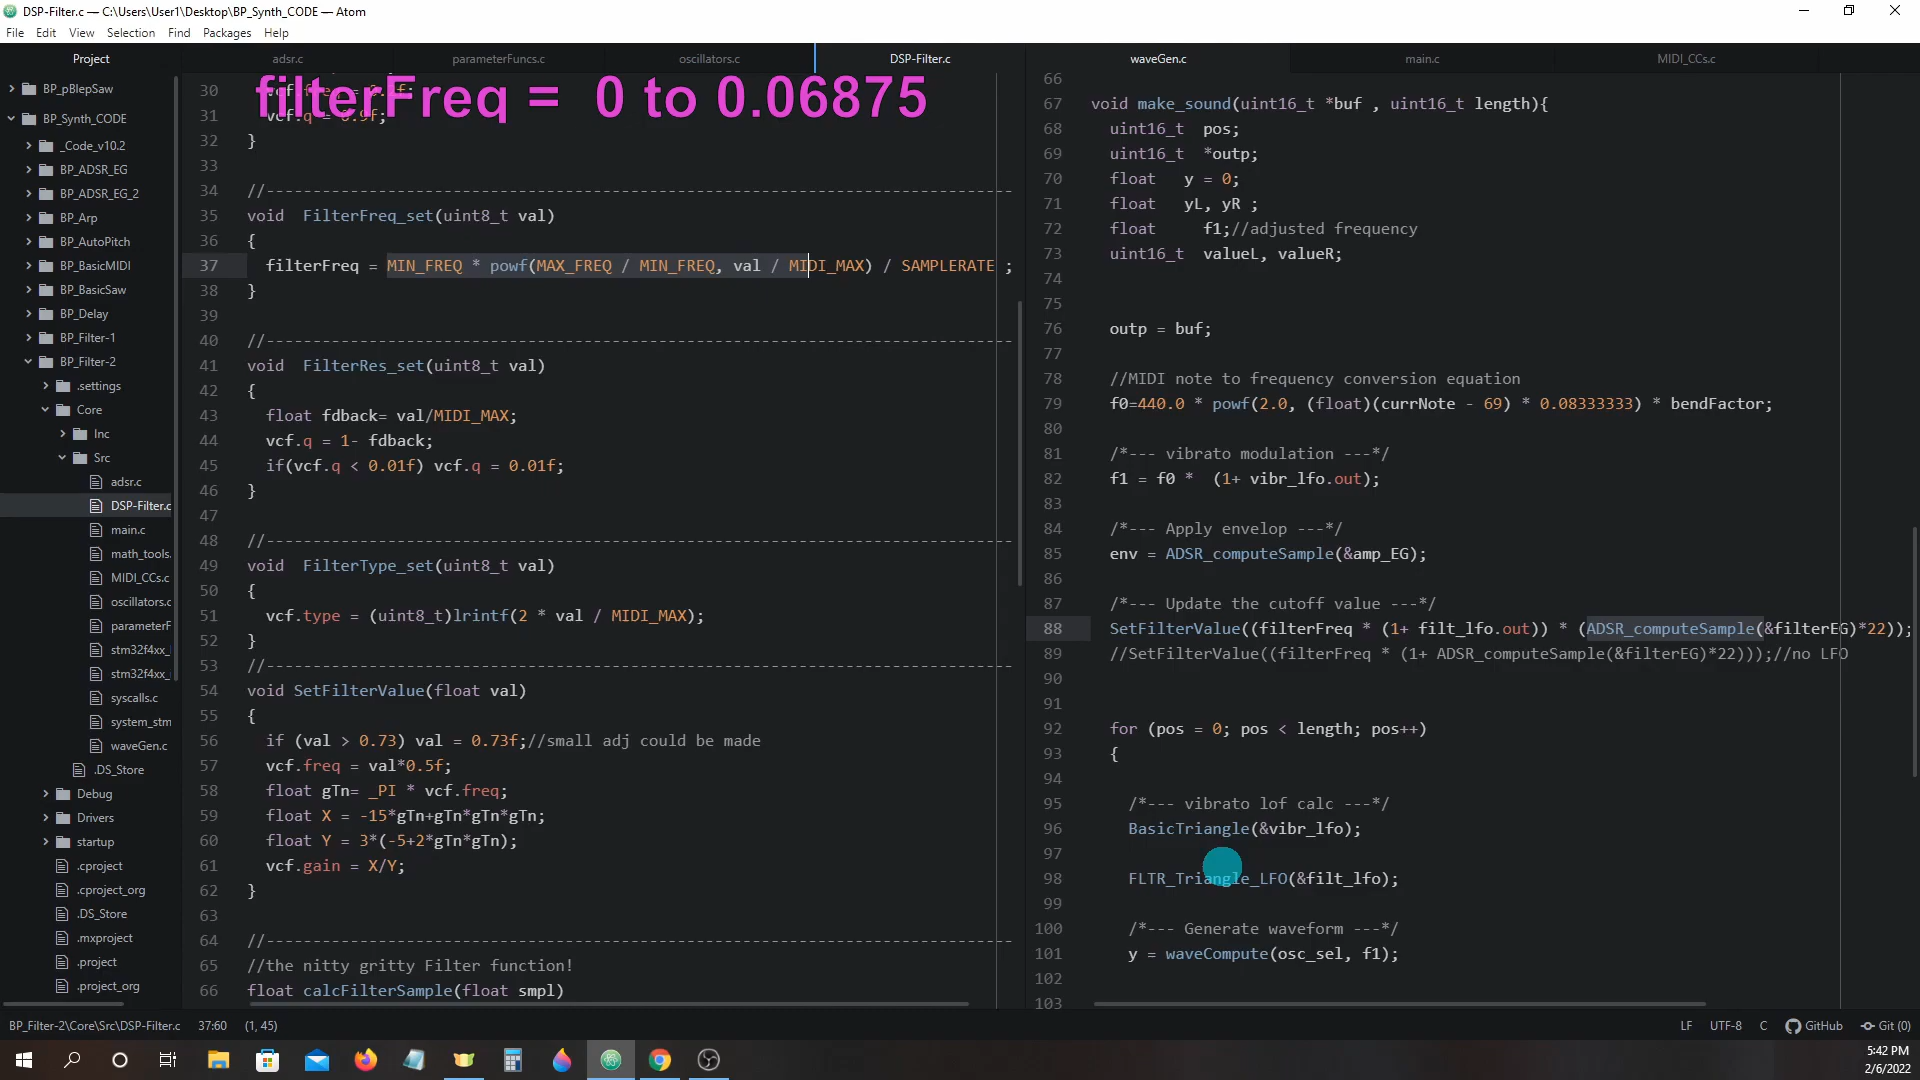 DSP-Filter.c — C:\Users\User1\Desktop\BP_Synth_CODE — Atom
File Edit View Selection Find Packages Help
Project
BP_pBlepSaw
BP_Synth_CODE
_Code_v10.2
BP_ADSR_EG
BP_ADSR_EG_2
BP_Arp
BP_AutoPitch
BP_BasicMIDI
BP_BasicSaw
BP_Delay
BP_Filter-1
BP_Filter-2
.settings
Core
Inc
Src
adsr.c
DSP-Filter.c
main.c
math_tools.
MIDI_CCs.c
oscillators.c
parameterF
stm32f4xx_
stm32f4xx_
syscalls.c
system_stm
waveGen.c
.DS_Store
Debug
Drivers
startup
.cproject
.cproject_org
.DS_Store
.mxproject
.project
.project_org
adsr.c parameterFuncs.c oscillators.c DSP-Filter.c
filterFreq = 0 to 0.06875
30
31 vcf.q = 0.9f;
32 }
33
34 //--------------------------------------------------------------------------------
35 void FilterFreq_set(uint8_t val)
36 {
37 filterFreq = MIN_FREQ * powf(MAX_FREQ / MIN_FREQ, val / MIDI_MAX) / SAMPLERATE ;
38 }
39
40 //--------------------------------------------------------------------------------
41 void FilterRes_set(uint8_t val)
42 {
43 float fdback= val/MIDI_MAX;
44 vcf.q = 1- fdback;
45 if(vcf.q < 0.01f) vcf.q = 0.01f;
46 }
47
48 //--------------------------------------------------------------------------------
49 void FilterType_set(uint8_t val)
50 {
51 vcf.type = (uint8_t)lrintf(2 * val / MIDI_MAX);
52 }
53 //--------------------------------------------------------------------------------
54 void SetFilterValue(float val)
55 {
56 if (val > 0.73) val = 0.73f;//small adj could be made
57 vcf.freq = val*0.5f;
58 float gTn= _PI * vcf.freq;
59 float X = -15*gTn+gTn*gTn*gTn;
60 float Y = 3*(-5+2*gTn*gTn);
61 vcf.gain = X/Y;
62 }
63
64 //--------------------------------------------------------------------------------
65 //the nitty gritty Filter function!
66 float calcFilterSample(float smpl)
waveGen.c main.c MIDI_CCs.c
66
67 void make_sound(uint16_t *buf , uint16_t length){
68 uint16_t pos;
69 uint16_t *outp;
70 float y = 0;
71 float yL, yR ;
72 float f1;//adjusted frequency
73 uint16_t valueL, valueR;
74
75
76 outp = buf;
77
78 //MIDI note to frequency conversion equation
79 f0=440.0 * powf(2.0, (float)(currNote - 69) * 0.08333333) * bendFactor;
80
81 /*--- vibrato modulation ---*/
82 f1 = f0 * (1+ vibr_lfo.out);
83
84 /*--- Apply envelop ---*/
85 env = ADSR_computeSample(&amp_EG);
86
87 /*--- Update the cutoff value ---*/
88 SetFilterValue((filterFreq * (1+ filt_lfo.out)) * (ADSR_computeSample(&filterEG)*22));
89 //SetFilterValue((filterFreq * (1+ ADSR_computeSample(&filterEG)*22)));//no LFO
90
91
92 for (pos = 0; pos < length; pos++)
93 {
94
95 /*--- vibrato lof calc ---*/
96 BasicTriangle(&vibr_lfo);
97
98 FLTR_Triangle_LFO(&filt_lfo);
99
100 /*--- Generate waveform ---*/
101 y = waveCompute(osc_sel, f1);
102
103
BP_Filter-2\Core\Src\DSP-Filter.c 37:60 (1, 45) LF UTF-8 C GitHub Git (0)
5:42 PM
2/6/2022